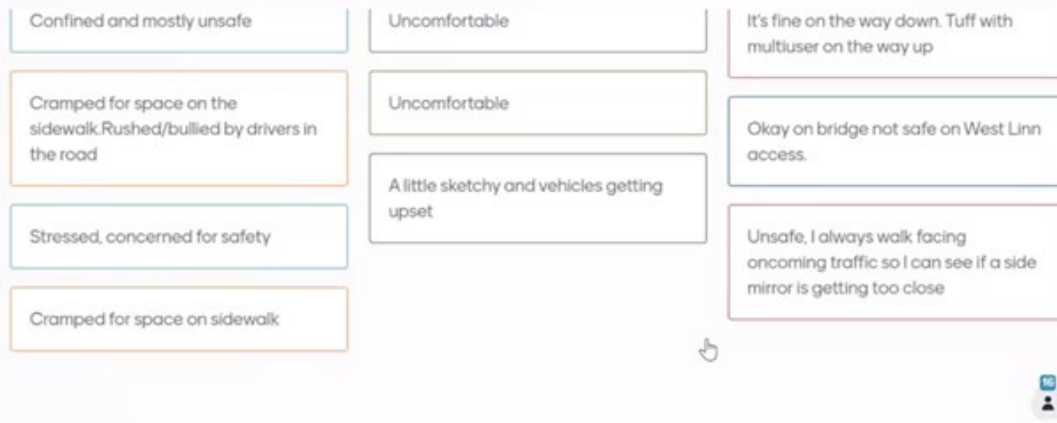 Confined and mostly unsafe
Cramped for space on the
sidewalk.Rushed/bullied by drivers in
the road
Stressed, concerned for safety
Cramped for space on sidewalk
Uncomfortable
Uncomfortable
A little sketchy and vehicles getting
upset
It's fine on the way down. Tuff with
multiuser on the way up
Okay on bridge not safe on West Linn
access.
Unsafe, I always walk facing
oncoming traffic so I can see if a side
mirror is getting too close
16